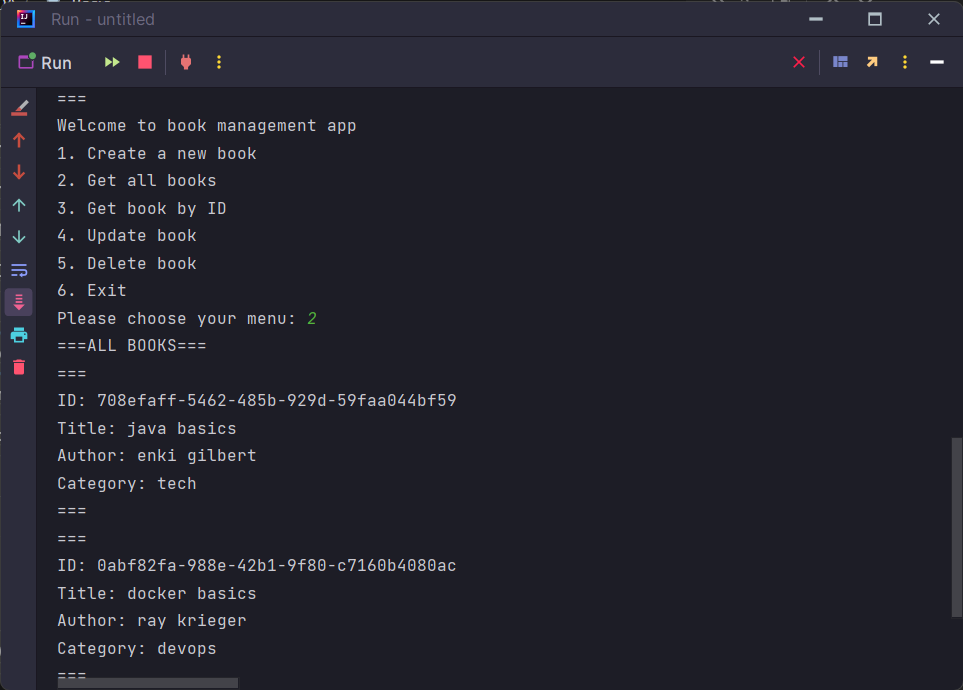 Run - untitled
Run
===
Welcome to book management app
1. Create a new book
2. Get all books
3. Get book by ID
4. Update book
5. Delete book
6. Exit
Please choose your menu: 2
===ALL BOOKS===
===
ID: 708efaff-5462-485b-929d-59faa044bf59
Title: java basics
Author: enki gilbert
Category: tech
===
===
ID: 0abf82fa-988e-42b1-9f80-c7160b4080ac
Title: docker basics
Author: ray krieger
Category: devops
===